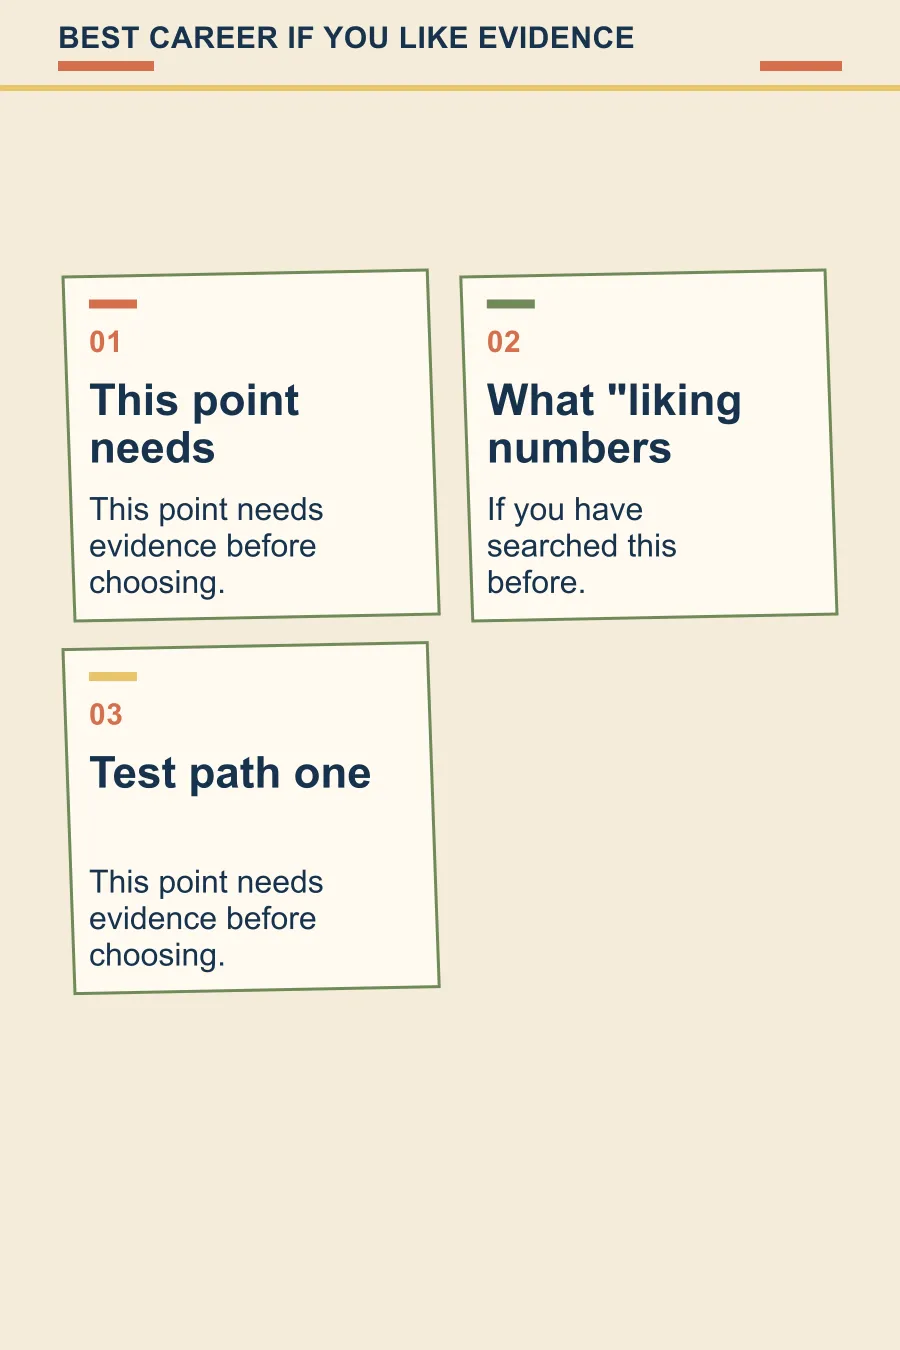 BEST CAREER IF YOU LIKE EVIDENCE
01
This point
needs
This point needs
evidence before
choosing.
02
What "liking
numbers
If you have
searched this
before.
03
Test path one
This point needs
evidence before
choosing.